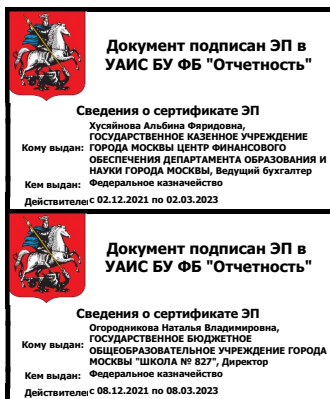 Документ подписан ЭП в
УАИС БУ ФБ "Отчетность"
Сведения о сертификате ЭП
Кому выдан: Хусяйнова Альбина Фяридовна,
ГОСУДАРСТВЕННОЕ КАЗЕННОЕ УЧРЕЖДЕНИЕ
ГОРОДА МОСКВЫ ЦЕНТР ФИНАНСОВОГО
ОБЕСПЕЧЕНИЯ ДЕПАРТАМЕНТА ОБРАЗОВАНИЯ И
НАУКИ ГОРОДА МОСКВЫ, Ведущий бухгалтер
Кем выдан: Федеральное казначейство
Действителен с 02.12.2021 по 02.03.2023
Документ подписан ЭП в
УАИС БУ ФБ "Отчетность"
Сведения о сертификате ЭП
Кому выдан: Огородникова Наталья Владимировна,
ГОСУДАРСТВЕННОЕ БЮДЖЕТНОЕ
ОБЩЕОБРАЗОВАТЕЛЬНОЕ УЧРЕЖДЕНИЕ ГОРОДА
МОСКВЫ "ШКОЛА № 827", Директор
Кем выдан: Федеральное казначейство
Действителен с 08.12.2021 по 08.03.2023